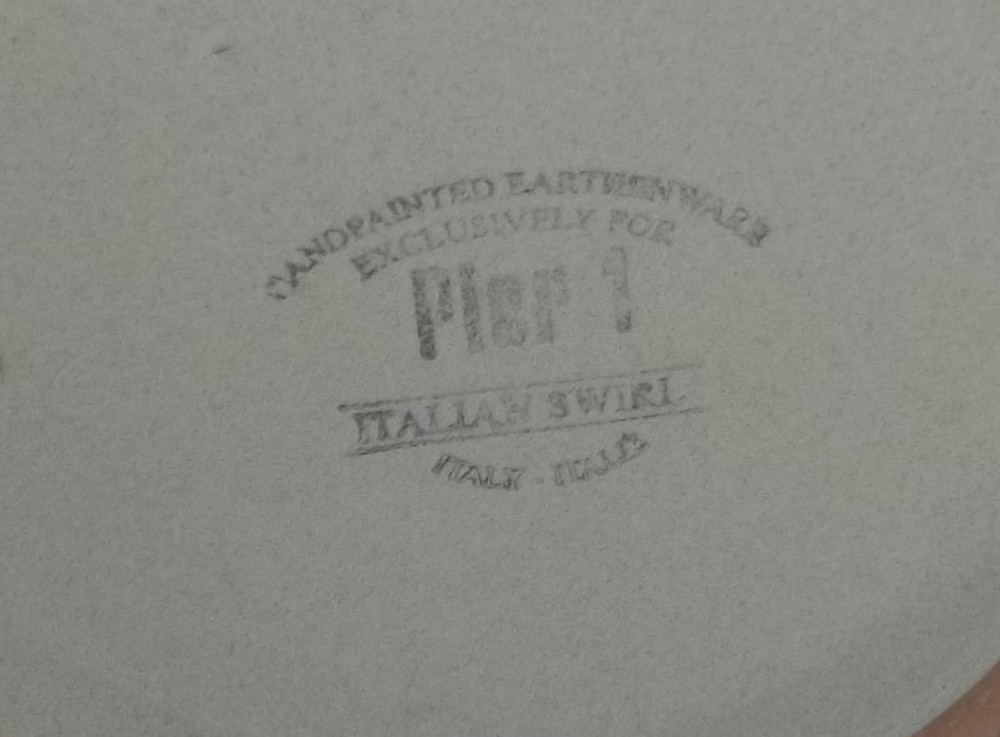 HANDPAINTED EARTHENWARE
EXCLUSIVELY FOR
Pier 1
ITALIAN SWIRL
ITALY - ITALIE